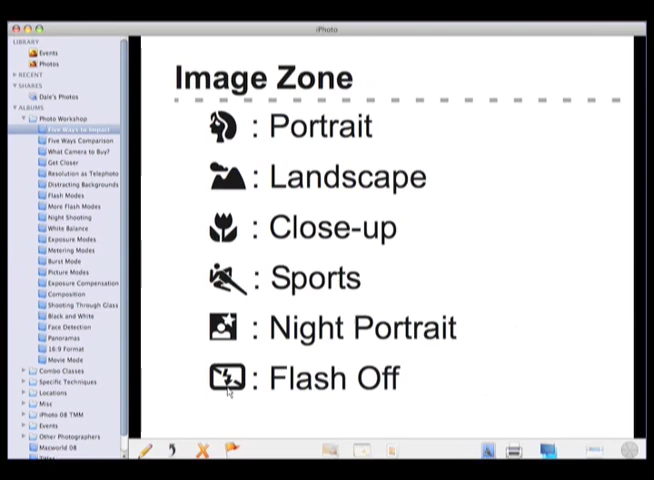 iPhoto
LIBRARY
Events
Photos
RECENT
SHARES
Dale's Photos
ALBUMS
Photo Workshop
Five Ways to Impact
Five Ways Comparison
What Camera to Buy?
Get Closer
Resolution as Telephoto
Distracting Backgrounds
Flash Modes
More Flash Modes
Night Shooting
White Balance
Exposure Modes
Metering Modes
Burst Mode
Picture Modes
Exposure Compensation
Composition
Shooting Through Glass
Black and White
Face Detection
Panoramas
16:9 Format
Movie Mode
Combo Classes
Specific Techniques
Locations
Misc
iPhoto 08 TMM
Events
Other Photographers
Macworld 08
Image Zone
: Portrait
: Landscape
: Close-up
: Sports
: Night Portrait
: Flash Off